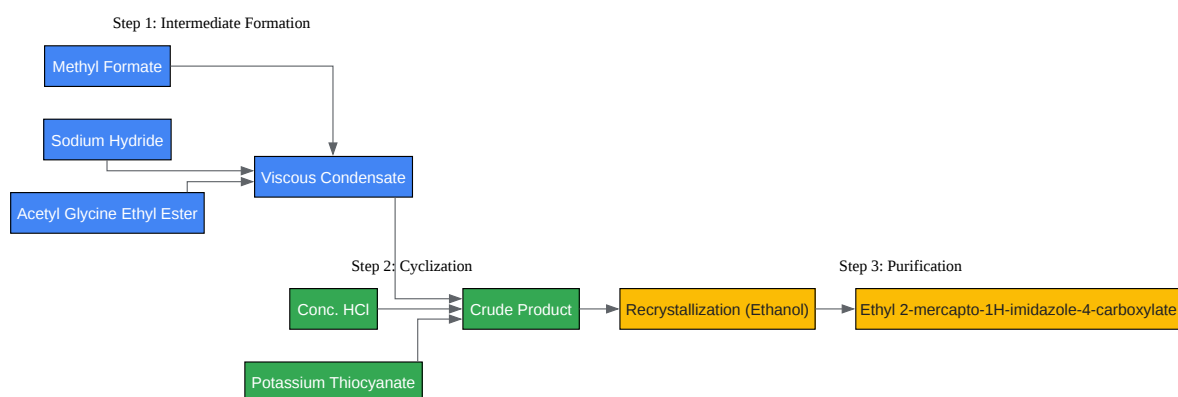 Step 1: Intermediate Formation
Methyl Formate
Sodium Hydride
Viscous Condensate
Acetyl Glycine Ethyl Ester
Step 2: Cyclization
Step 3: Purification
Conc. HCl
Crude Product
Recrystallization (Ethanol)
Ethyl 2-mercapto-1H-imidazole-4-carboxylate
Potassium Thiocyanate